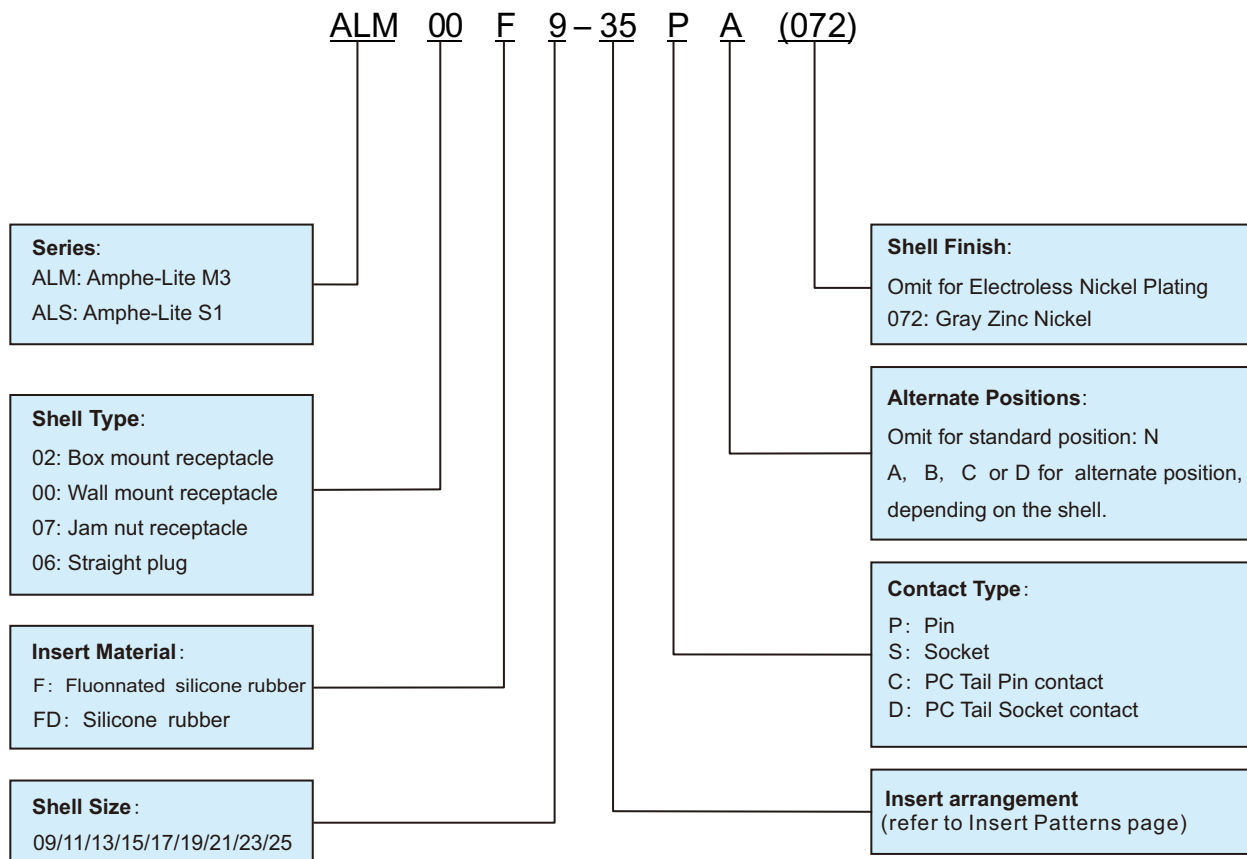 ALM 00 F 9 – 35 P A (072)
Series:
ALM: Amphe-Lite M3
ALS: Amphe-Lite S1
Shell Type:
02: Box mount receptacle
00: Wall mount receptacle
07: Jam nut receptacle
06: Straight plug
Insert Material:
F: Fluonnated silicone rubber
FD: Silicone rubber
Shell Size:
09/11/13/15/17/19/21/23/25
Shell Finish:
Omit for Electroless Nickel Plating
072: Gray Zinc Nickel
Alternate Positions:
Omit for standard position: N
A, B, C or D for alternate position,
depending on the shell.
Contact Type:
P: Pin
S: Socket
C: PC Tail Pin contact
D: PC Tail Socket contact
Insert arrangement
(refer to Insert Patterns page)